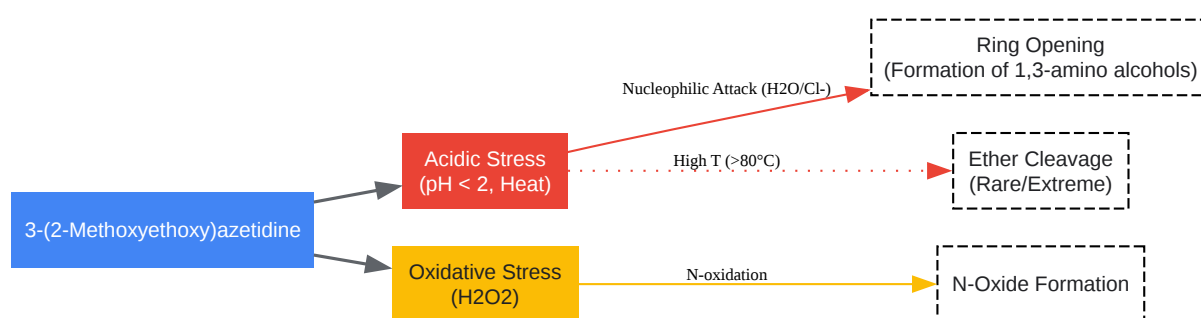 Ring Opening
(Formation of 1,3-amino alcohols)
Nucleophilic Attack (H2O/Cl-)
Acidic Stress
(pH < 2, Heat)
High T (>80°C)
Ether Cleavage
(Rare/Extreme)
3-(2-Methoxyethoxy)azetidine
Oxidative Stress
(H2O2)
N-oxidation
N-Oxide Formation